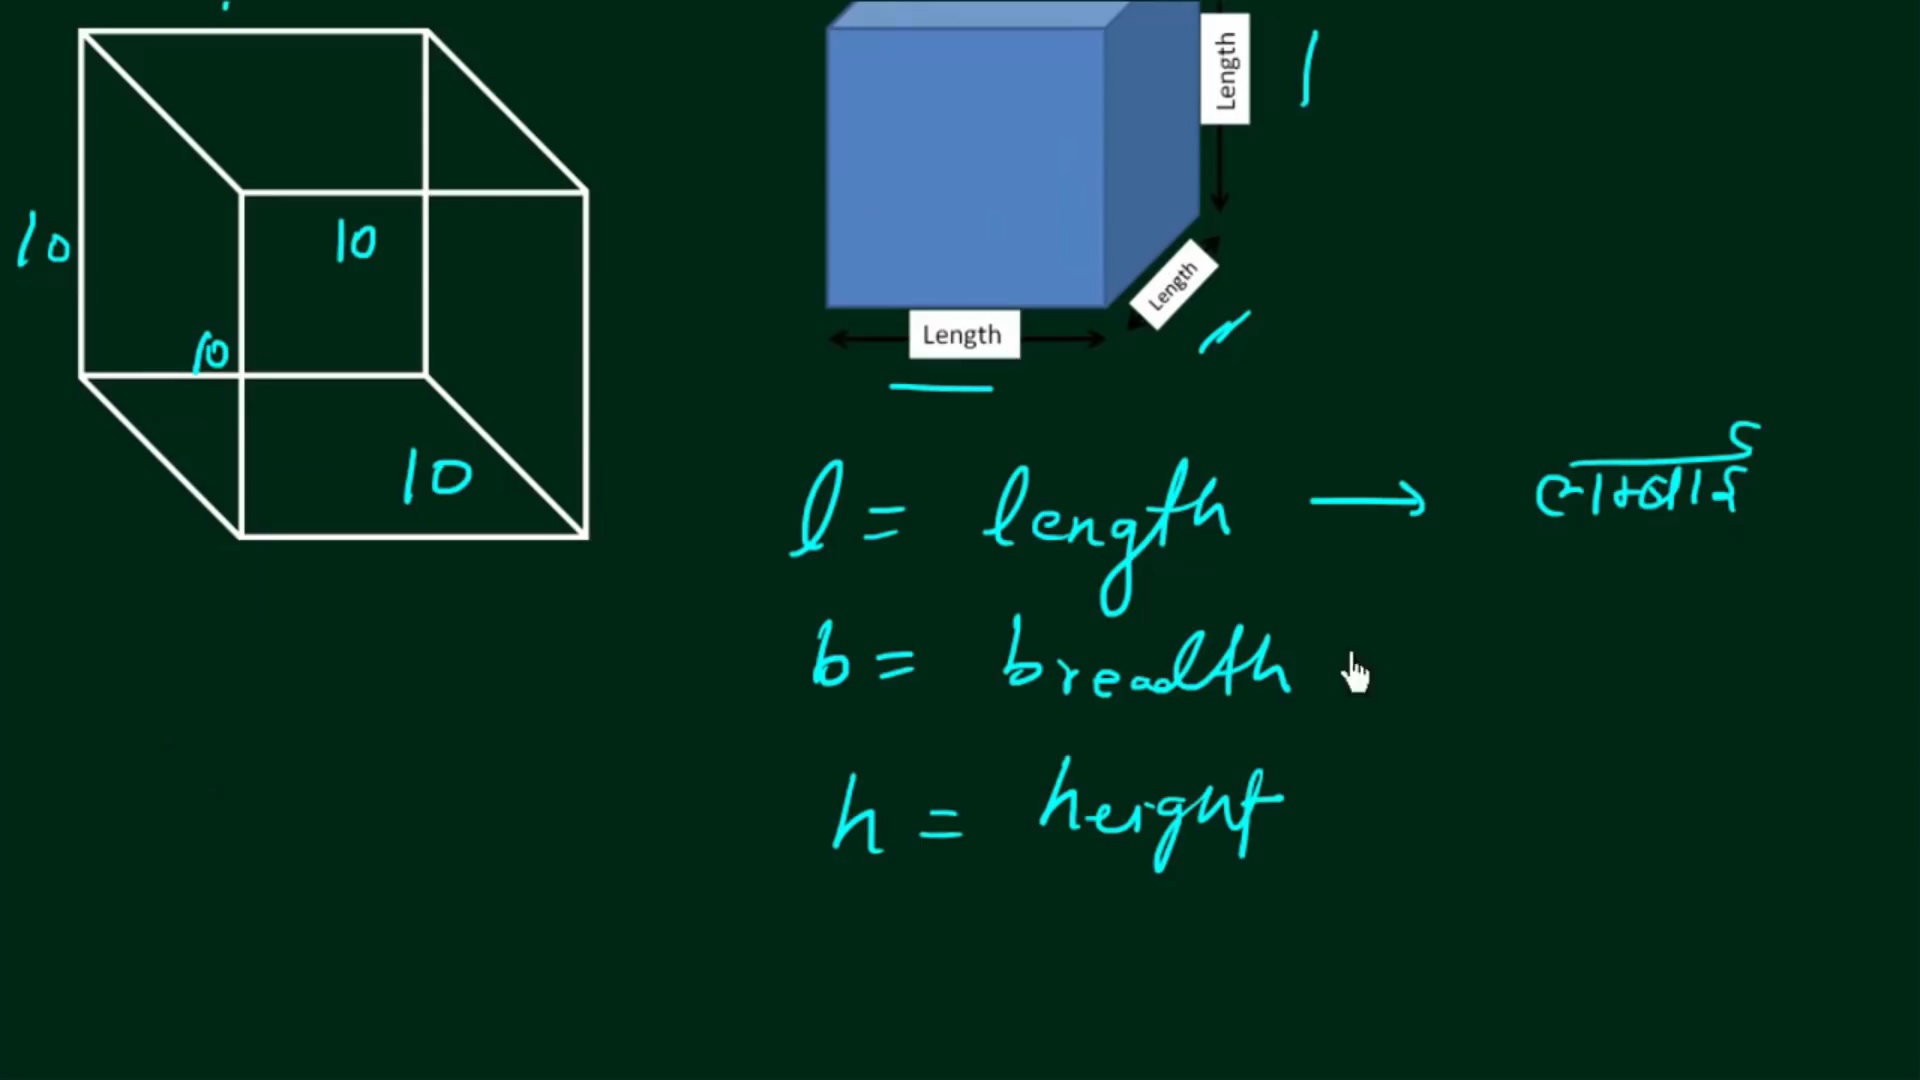 Length
10
10
Length
Length
10
10
l = length → लम्बाई
b = breadth
h = height